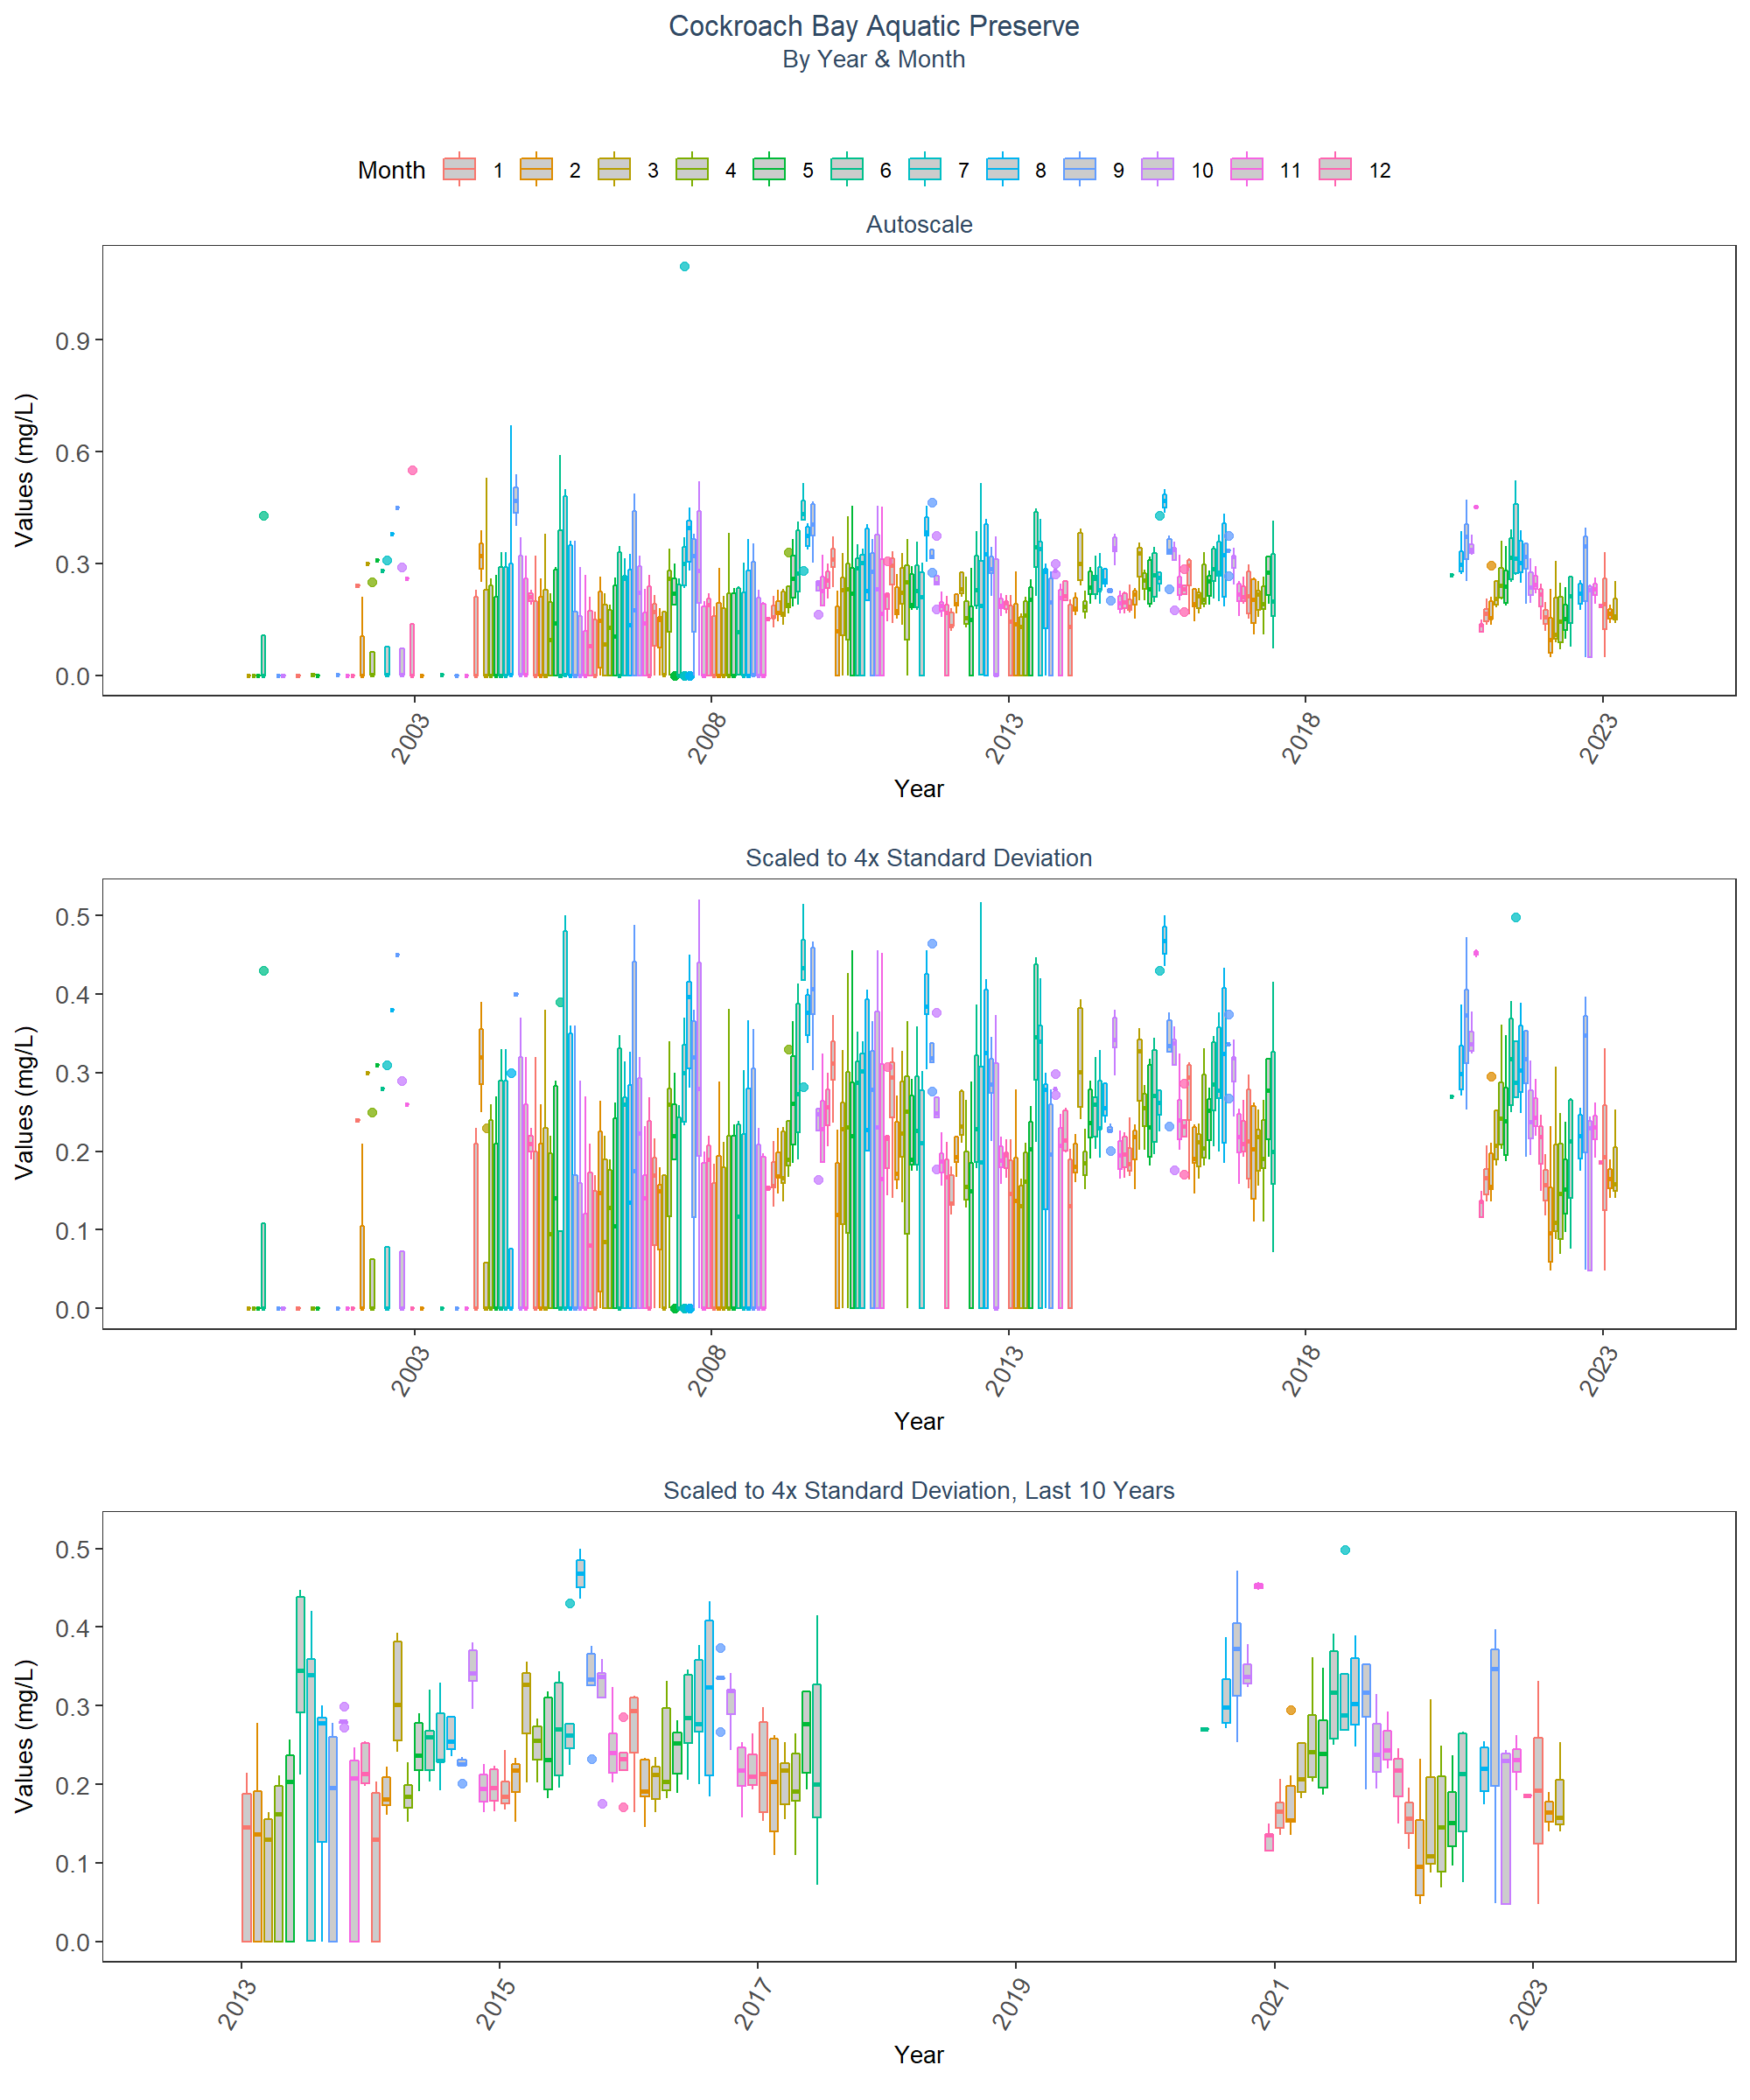 Cockroach Bay Aquatic Preserve
By Year & Month
Month 1 2 3 4 5 6 7 8 9 10 11 12
Autoscale
Values (mg/L)
0.9
0.6
0.3
0.0
2003 2008 2013 2018 2023
Year
Scaled to 4x Standard Deviation
Values (mg/L)
0.5
0.4
0.3
0.2
0.1
0.0
2003 2008 2013 2018 2023
Year
Scaled to 4x Standard Deviation, Last 10 Years
Values (mg/L)
0.5
0.4
0.3
0.2
0.1
0.0
2013 2015 2017 2019 2021 2023
Year